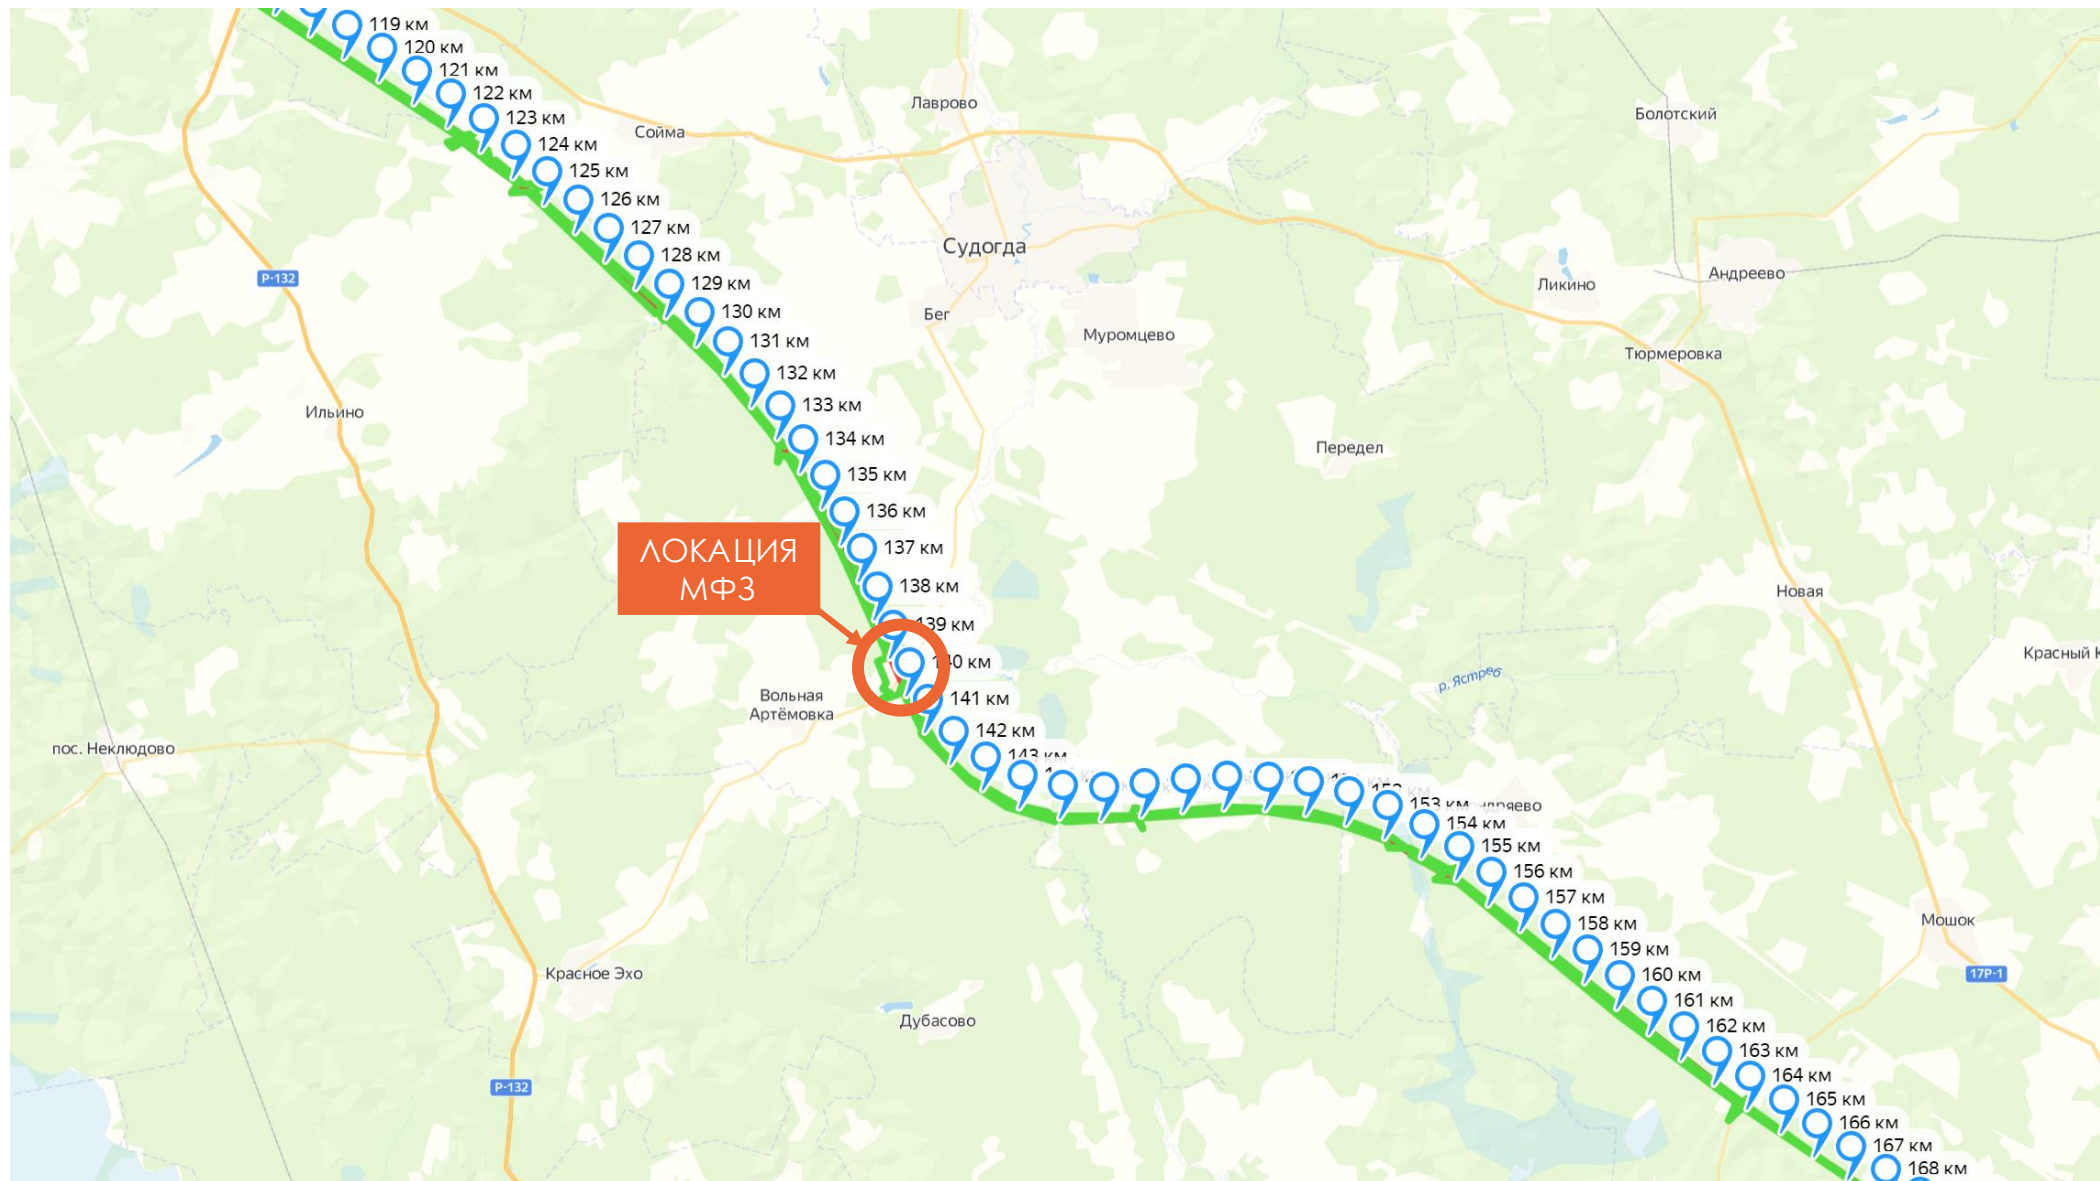 119 км
120 км
121 км
122 км
123 км
124 км
125 км
126 км
127 км
128 км
129 км
130 км
131 км
132 км
133 км
134 км
135 км
136 км
137 км
138 км
139 км
140 км
141 км
142 км
143 км
153 км
154 км
155 км
156 км
157 км
158 км
159 км
160 км
161 км
162 км
163 км
164 км
165 км
166 км
167 км
168 км
Лаврово
Сойма
Болотский
Судогда
Р-132
Бег
Муромцево
Ликино
Андреево
Тюрмеровка
Ильино
Передел
ЛОКАЦИЯ
МФЗ
Новая
Красный
р. Ястреб
Вольная
Артёмовка
пос. Неклюдово
Мошок
17Р-1
Красное Эхо
Дубасово
Р-132